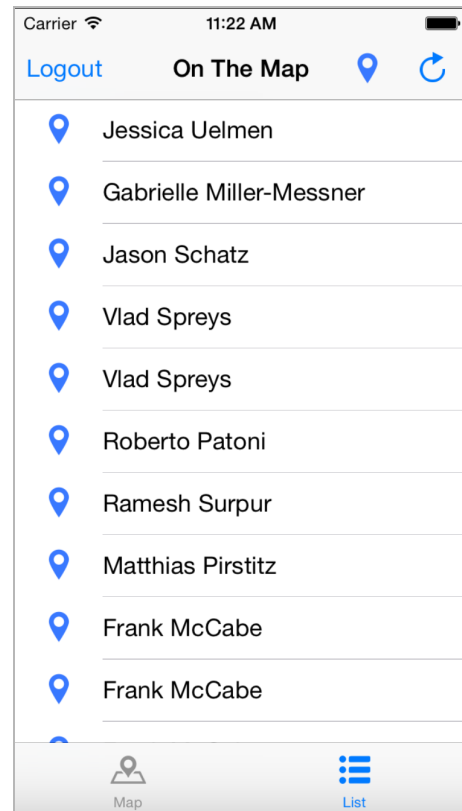 Carrier 11:22 AM
Logout On The Map
Jessica Uelmen
Gabrielle Miller-Messner
Jason Schatz
Vlad Spreys
Vlad Spreys
Roberto Patoni
Ramesh Surpur
Matthias Pirstitz
Frank McCabe
Frank McCabe
Map List